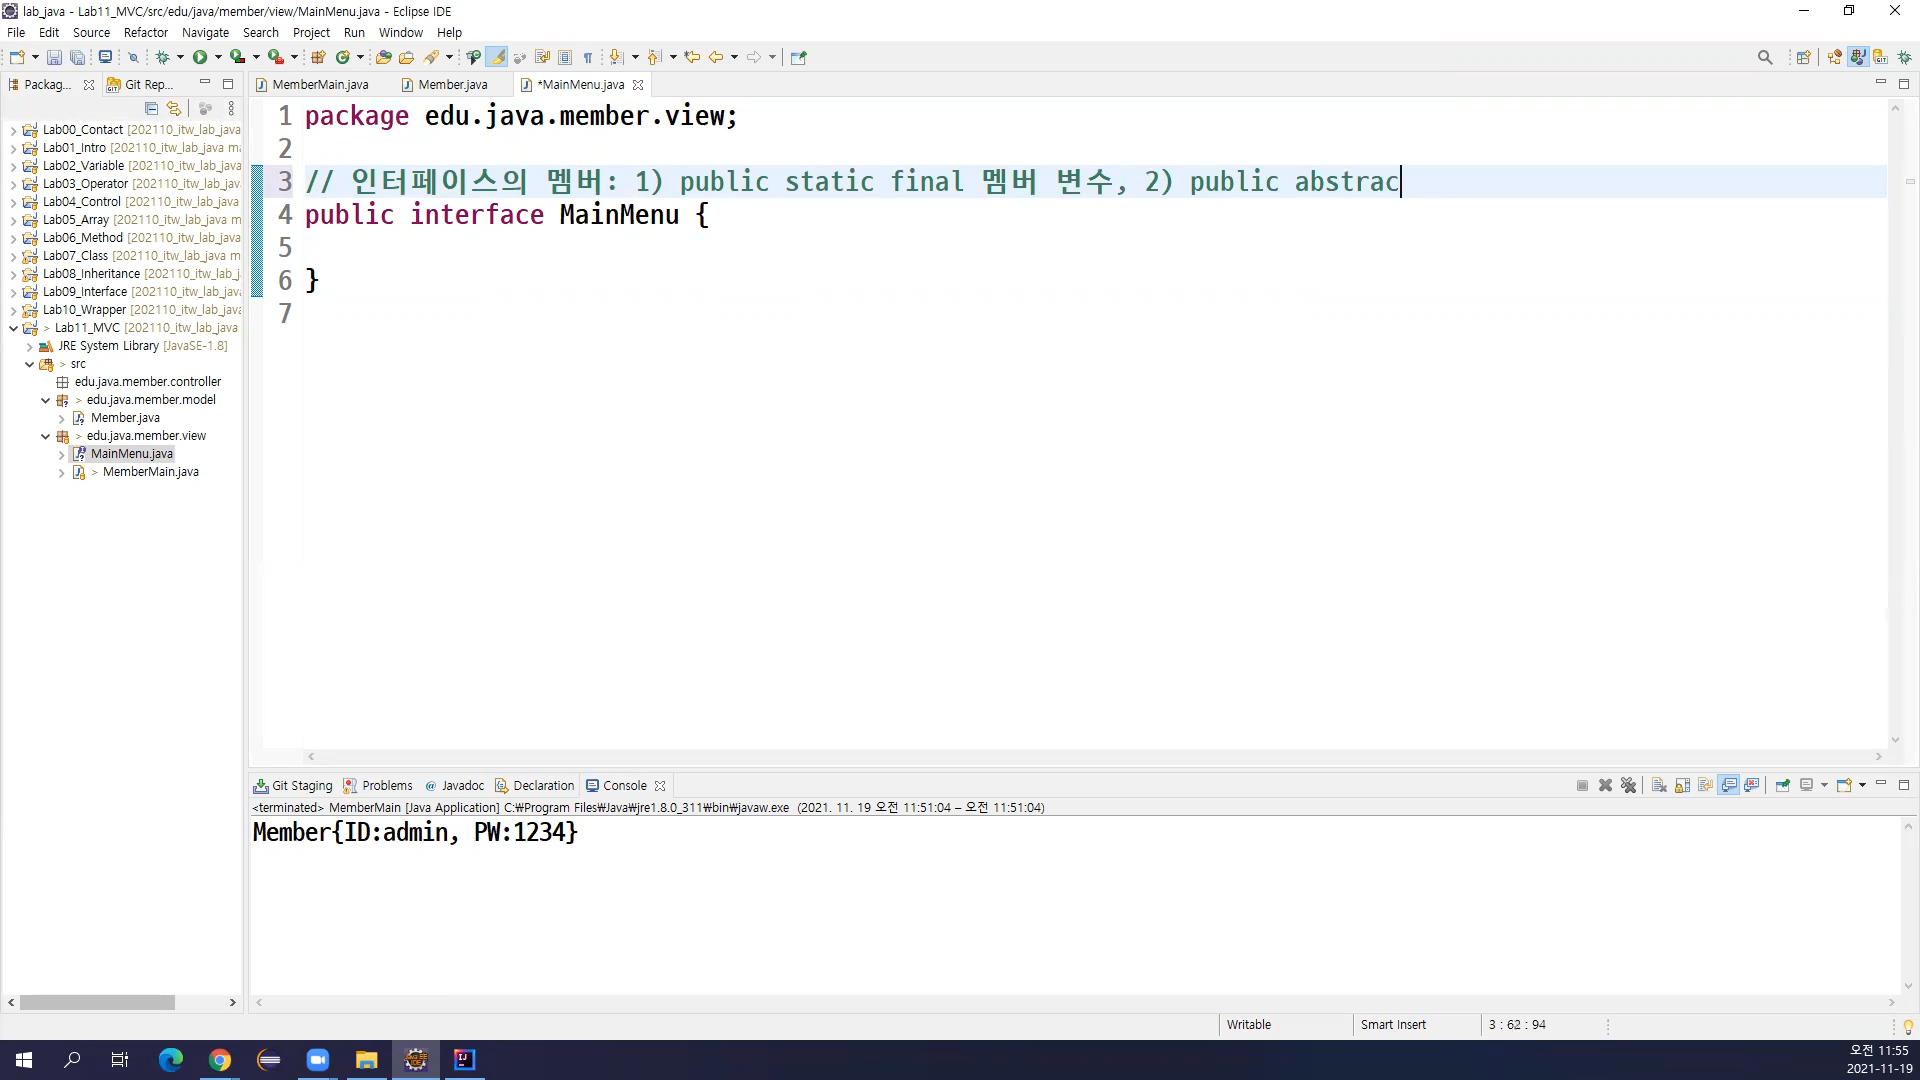 lab_java - Lab11_MVC/src/edu/java/member/view/MainMenu.java - Eclipse IDE
File Edit Source Refactor Navigate Search Project Run Window Help
Packag... Git Rep... MemberMain.java Member.java *MainMenu.java
Lab00_Contact [202110_itw_lab_java
Lab01_Intro [202110_itw_lab_java ma
Lab02_Variable [202110_itw_lab_java
Lab03_Operator [202110_itw_lab_java
Lab04_Control [202110_itw_lab_java
Lab05_Array [202110_itw_lab_java ma
Lab06_Method [202110_itw_lab_java
Lab07_Class [202110_itw_lab_java m
Lab08_Inheritance [202110_itw_lab_j
Lab09_Interface [202110_itw_lab_java
Lab10_Wrapper [202110_itw_lab_java
> Lab11_MVC [202110_itw_lab_java
JRE System Library [JavaSE-1.8]
> src
edu.java.member.controller
> edu.java.member.model
Member.java
> edu.java.member.view
MainMenu.java
> MemberMain.java
1 package edu.java.member.view;
2
3 // 인터페이스의 멤버: 1) public static final 멤버 변수, 2) public abstrac
4 public interface MainMenu {
5
6 }
7
Git Staging Problems @ Javadoc Declaration Console
<terminated> MemberMain [Java Application] C:₩Program Files₩Java₩jre1.8.0_311₩bin₩javaw.exe (2021. 11. 19 오전 11:51:04 – 오전 11:51:04)
Member{ID:admin, PW:1234}
Writable Smart Insert 3 : 62 : 94
오전 11:55
2021-11-19